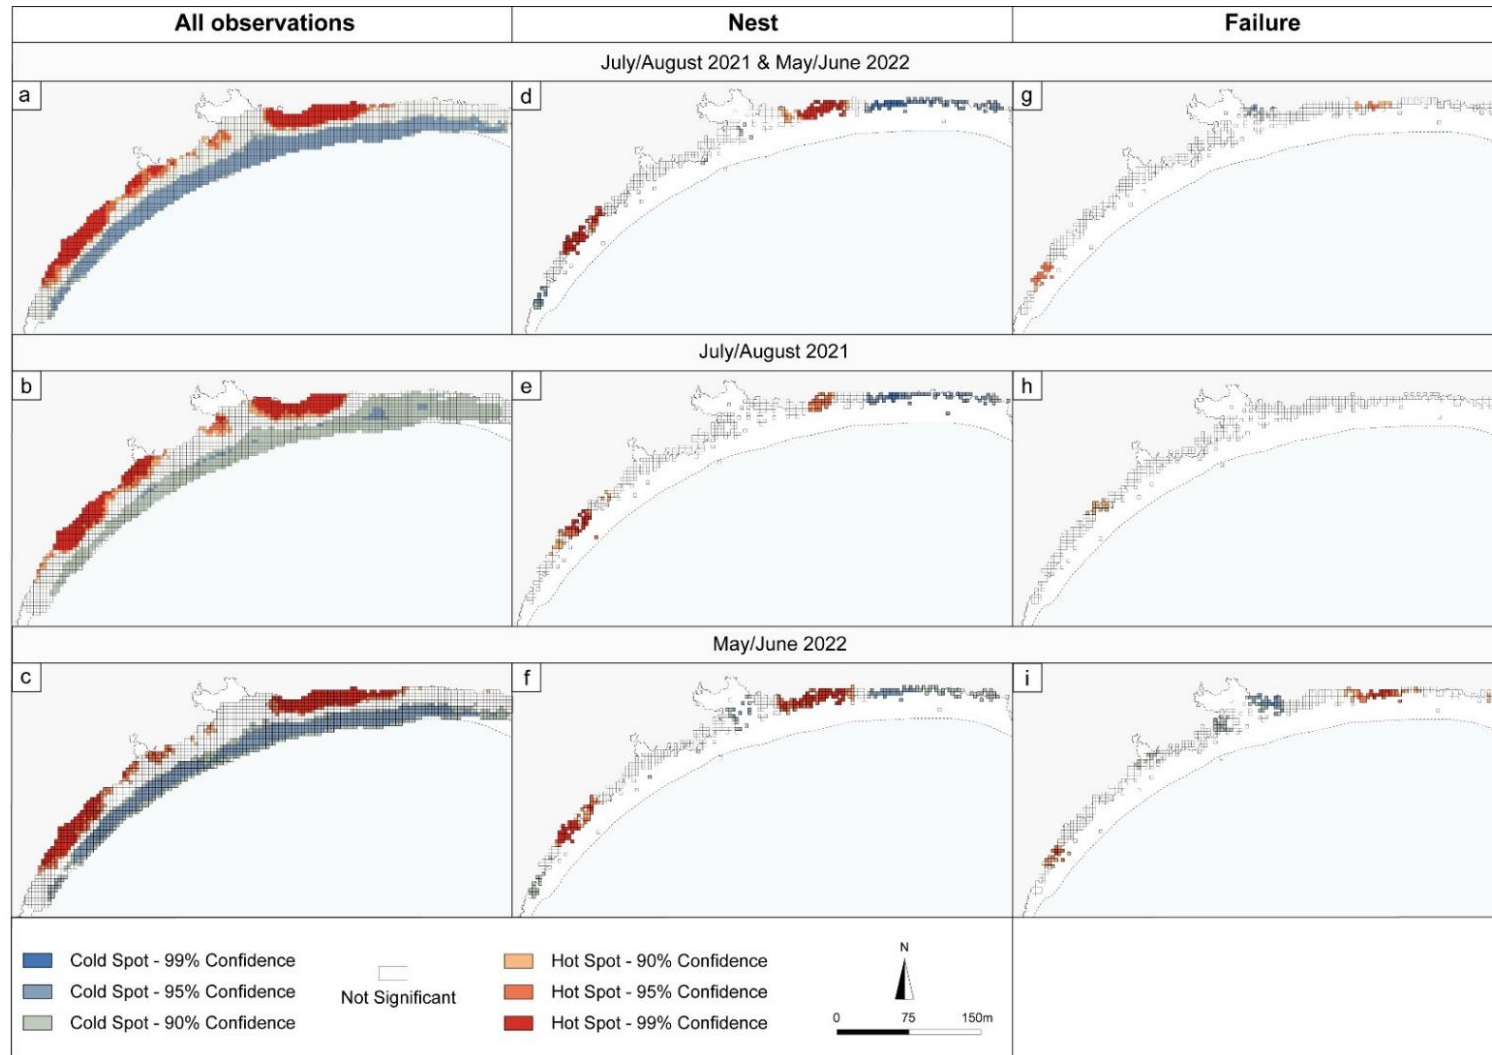 All observations Nest Failure
July/August 2021 & May/June 2022
a d g
July/August 2021
b e h
May/June 2022
c f i
Cold Spot - 99% Confidence
Cold Spot - 95% Confidence
Cold Spot - 90% Confidence
Not Significant
Hot Spot - 90% Confidence
Hot Spot - 95% Confidence
Hot Spot - 99% Confidence
N
0 75 150m